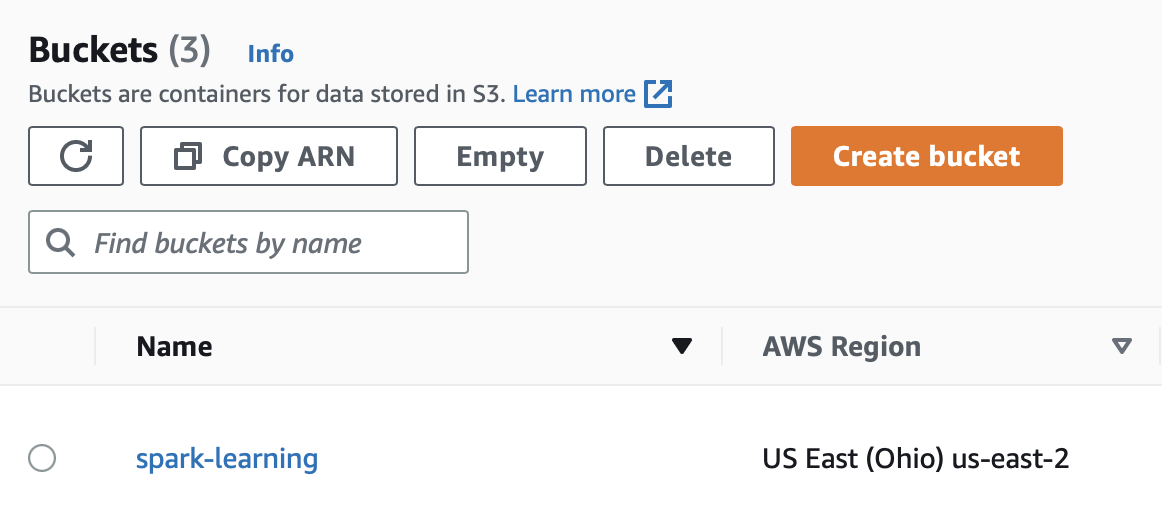 Buckets (3) Info
Buckets are containers for data stored in S3. Learn more
Copy ARN Empty Delete Create bucket
Find buckets by name
Name AWS Region
spark-learning US East (Ohio) us-east-2